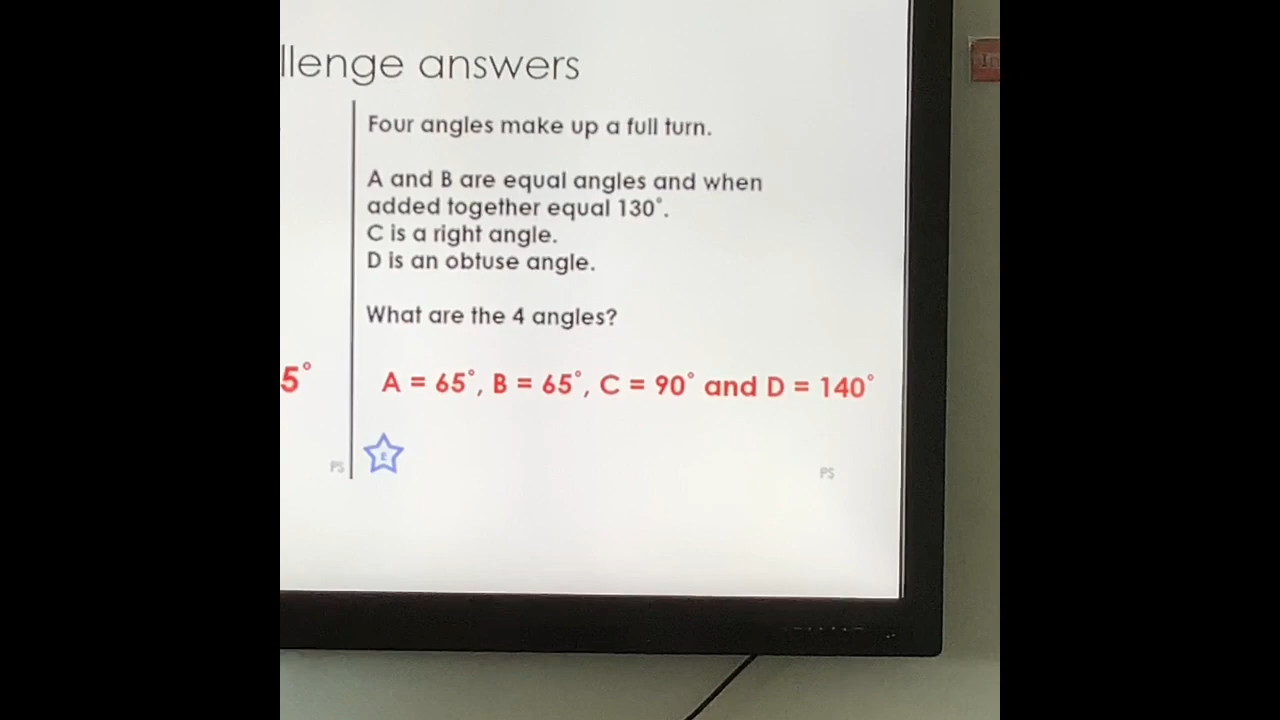 llenge answers
Four angles make up a full turn.
A and B are equal angles and when
added together equal 130°.
C is a right angle.
D is an obtuse angle.
What are the 4 angles?
5°
A = 65°, B = 65°, C = 90° and D = 140°
E
PS
PS